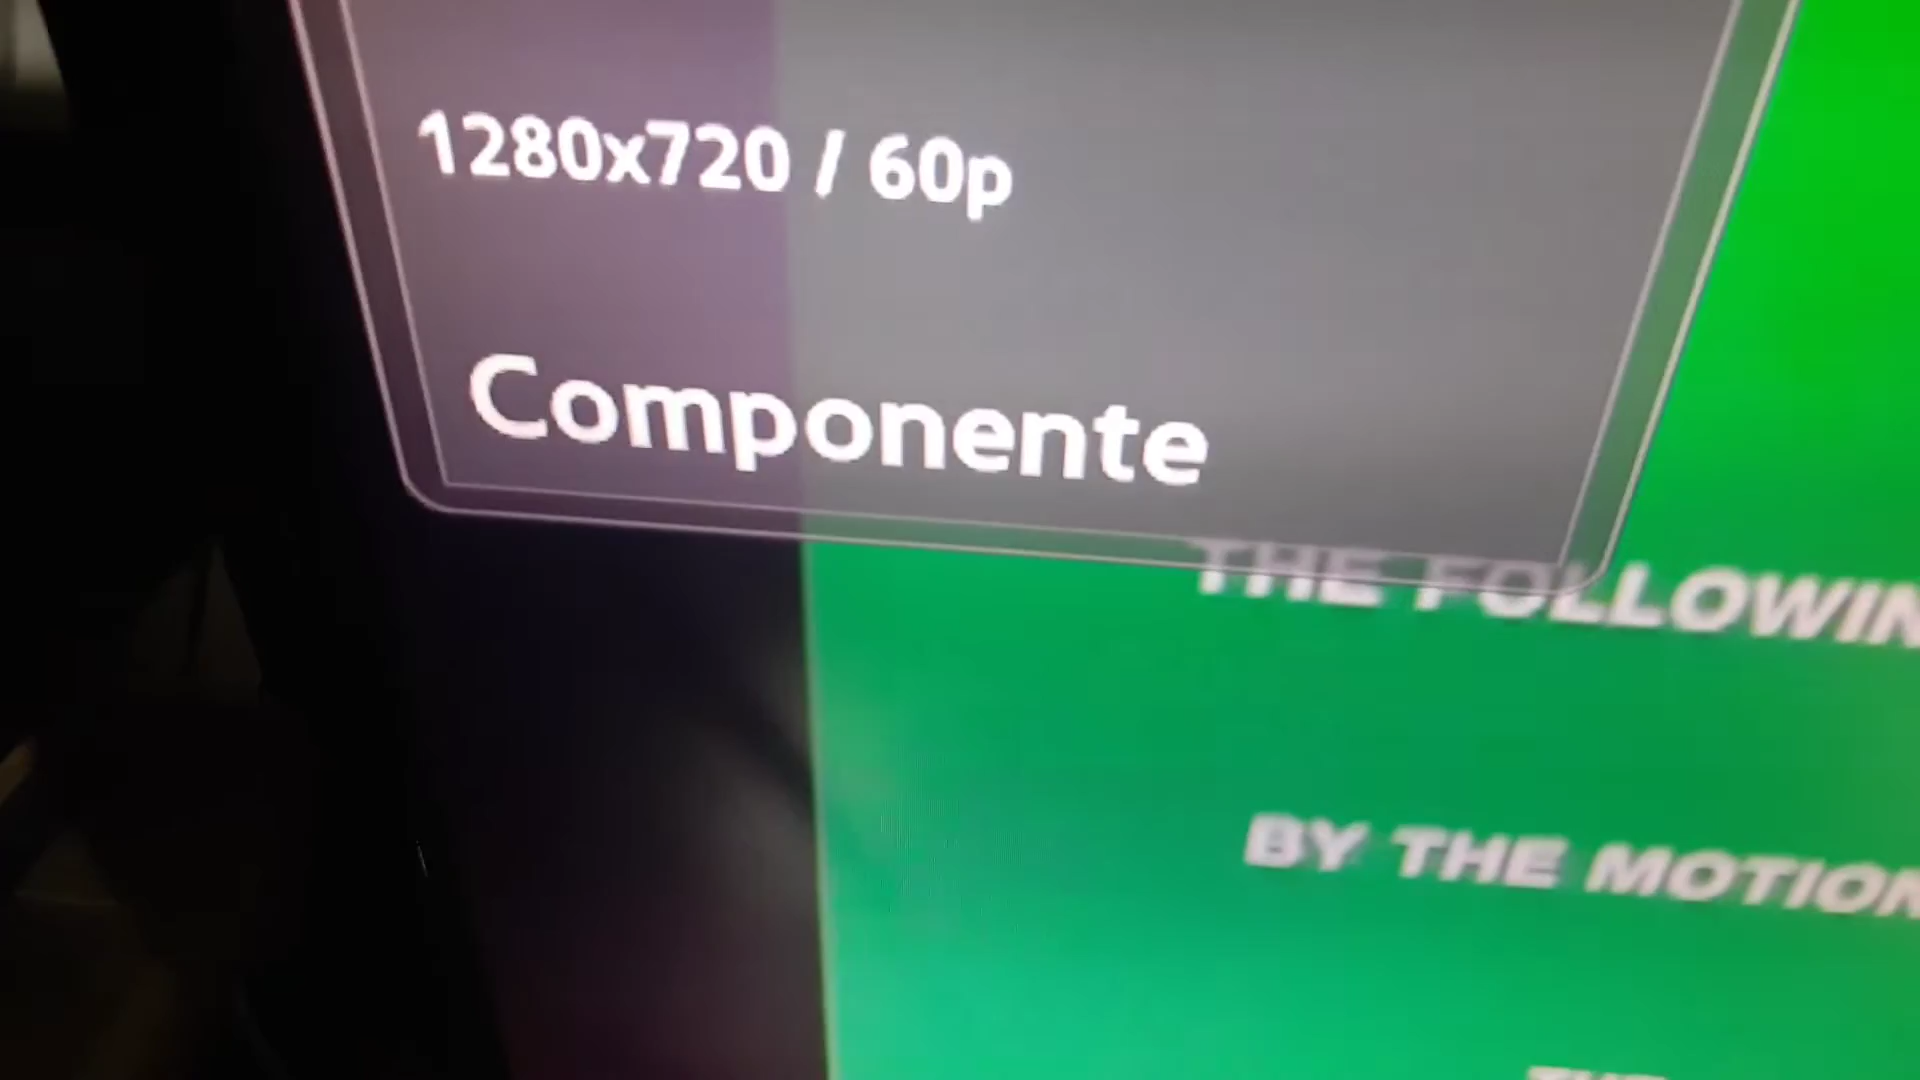 1280x720 / 60p
Componente
THE FOLLOWIN
BY THE MOTION